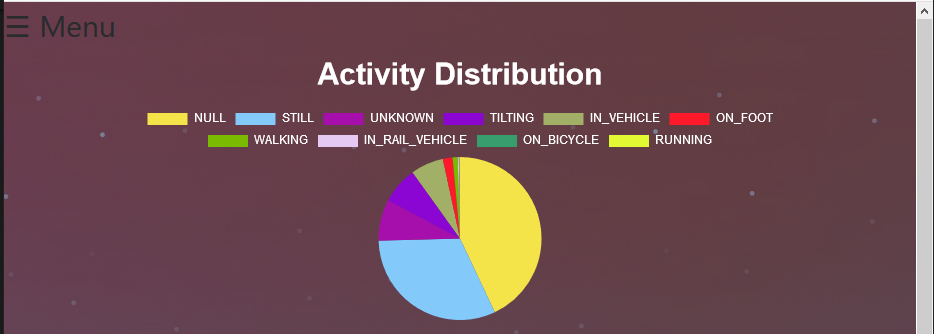 ☰ Menu
Activity Distribution
NULL STILL UNKNOWN TILTING IN_VEHICLE ON_FOOT
WALKING IN_RAIL_VEHICLE ON_BICYCLE RUNNING